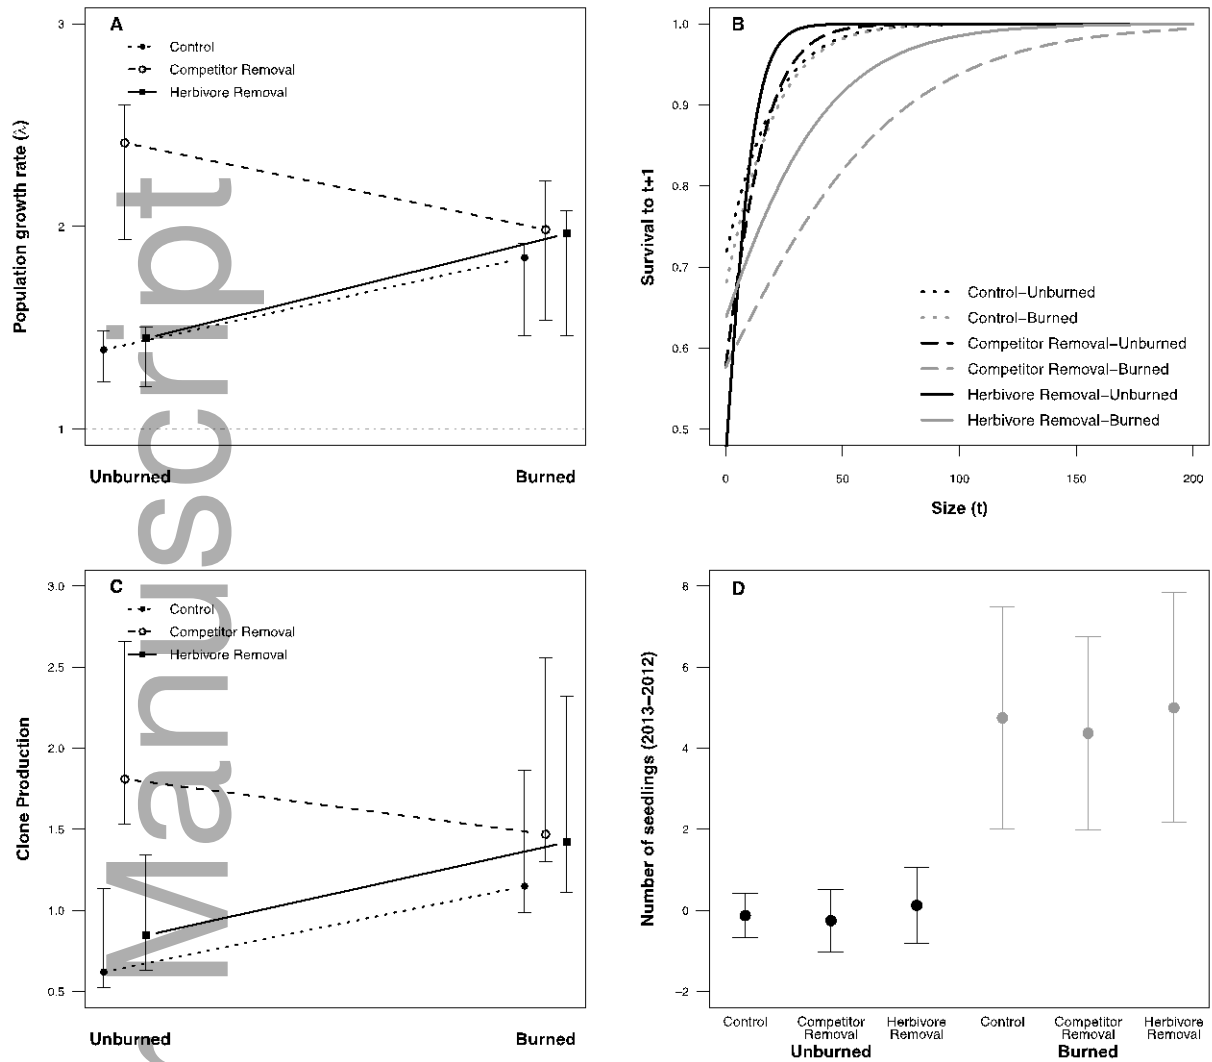 A
3
2
1
Population growth rate (λ)
Control
Competitor Removal
Herbivore Removal
Unburned
Burned
B
1.0
0.9
0.8
0.7
0.6
0.5
Survival to t+1
Control–Unburned
Control–Burned
Competitor Removal–Unburned
Competitor Removal–Burned
Herbivore Removal–Unburned
Herbivore Removal–Burned
0
50
100
150
200
Size (t)
C
3.0
2.5
2.0
1.5
1.0
0.5
Clone Production
Control
Competitor Removal
Herbivore Removal
Unburned
Burned
D
8
6
4
2
0
−2
Number of seedlings (2013–2012)
Control
Competitor
Removal
Herbivore
Removal
Control
Competitor
Removal
Herbivore
Removal
Unburned
Burned
Manuscript